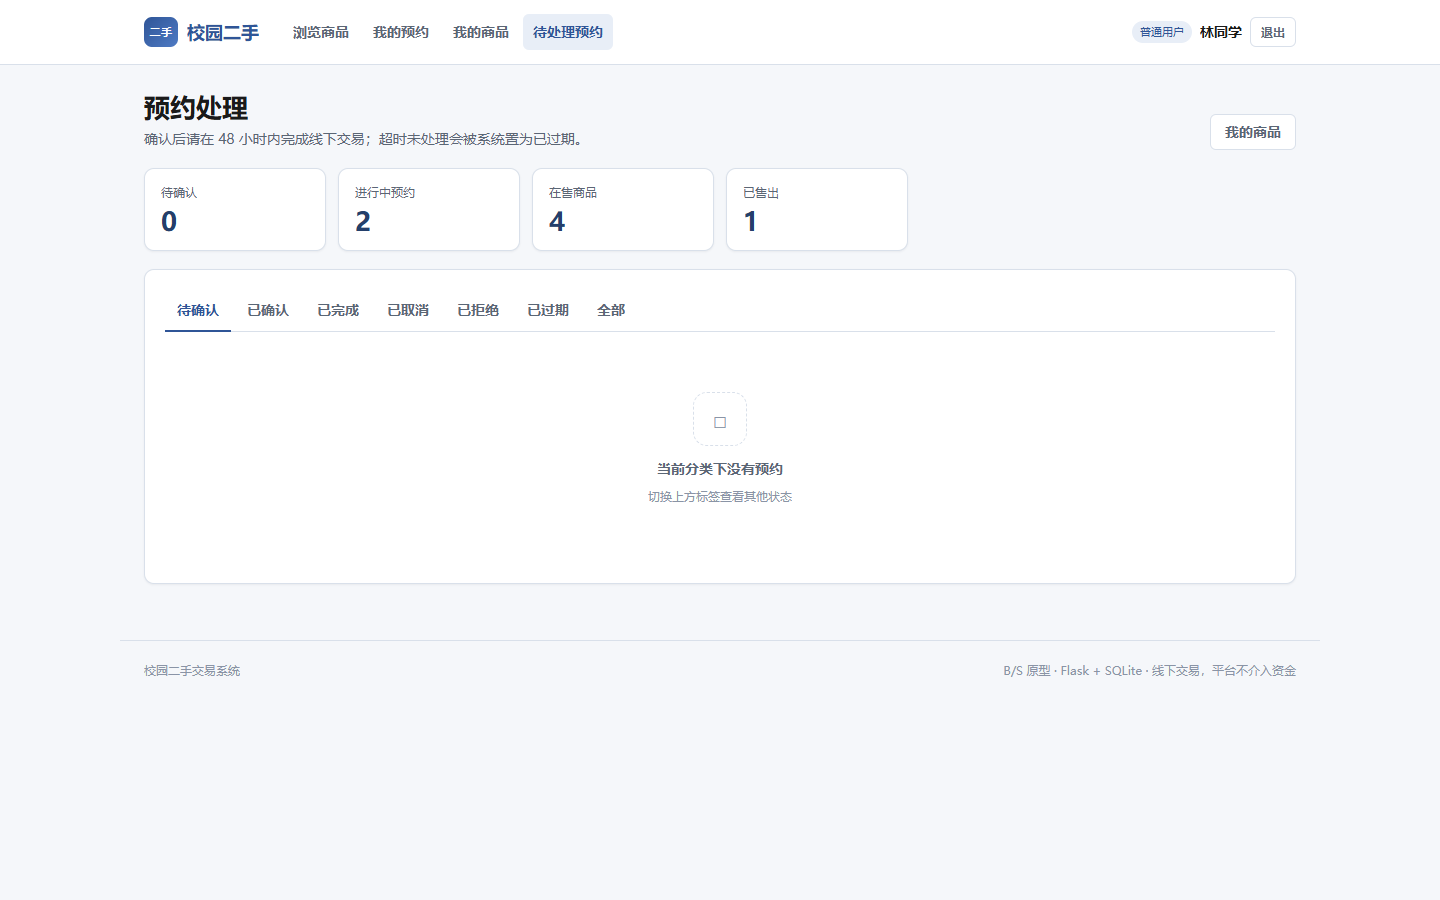 二手 校园二手 浏览商品 我的预约 我的商品 待处理预约 普通用户 林同学 退出
预约处理
确认后请在 48 小时内完成线下交易；超时未处理会被系统置为已过期。
我的商品
待确认 进行中预约 在售商品 已售出
0 2 4 1
待确认 已确认 已完成 已取消 已拒绝 已过期 全部
当前分类下没有预约
切换上方标签查看其他状态
校园二手交易系统 B/S 原型 · Flask + SQLite · 线下交易，平台不介入资金